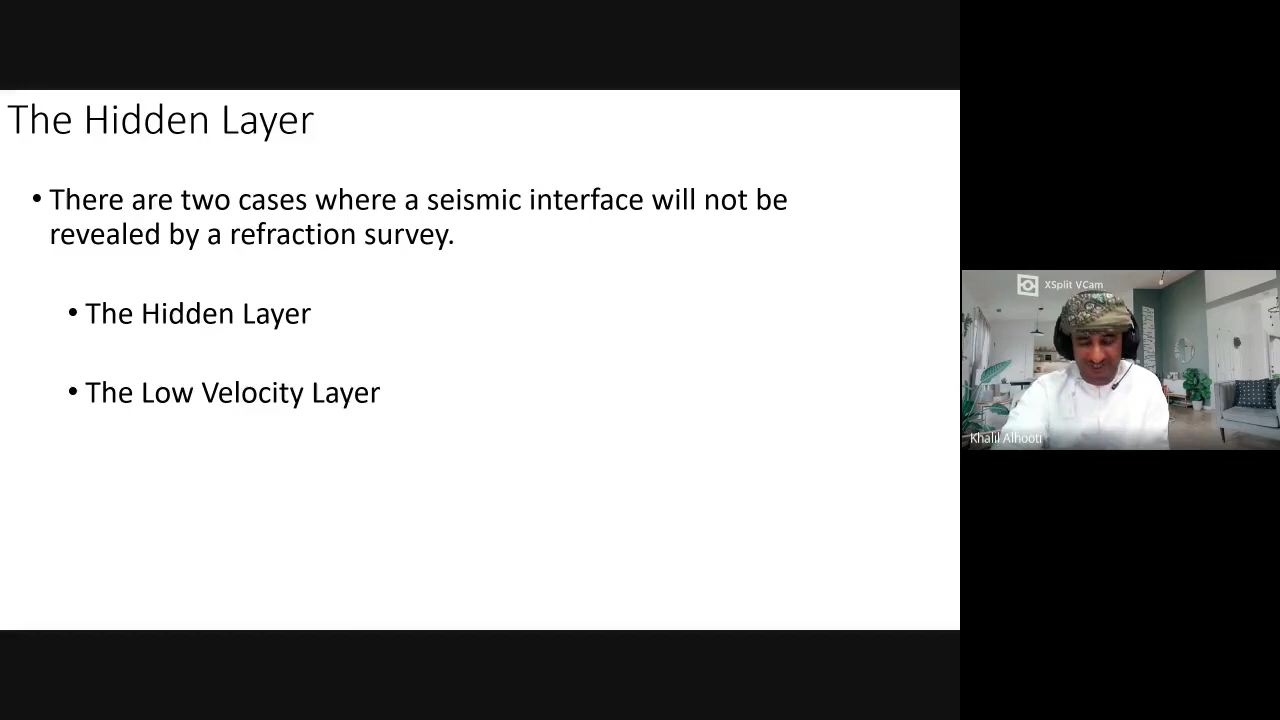 The Hidden Layer
• There are two cases where a seismic interface will not be
revealed by a refraction survey.
• The Hidden Layer
• The Low Velocity Layer
XSplit VCam
Khalil Alhooti